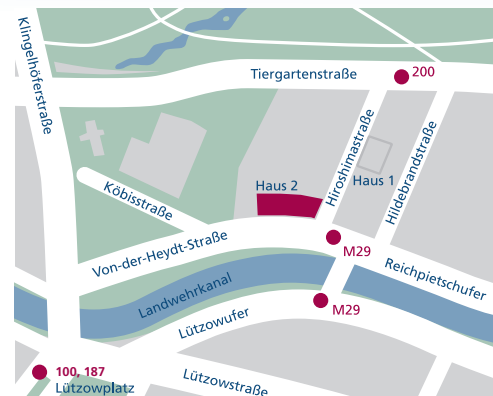 Klingelhöferstraße
Tiergartenstraße
200
Hiroshimastraße
Haus 1
Hildebrandstraße
Haus 2
Köbisstraße
Von-der-Heydt-Straße
M29
Reichpietschufer
Landwehrkanal
M29
Lützowufer
100, 187
Lützowplatz
Lützowstraße